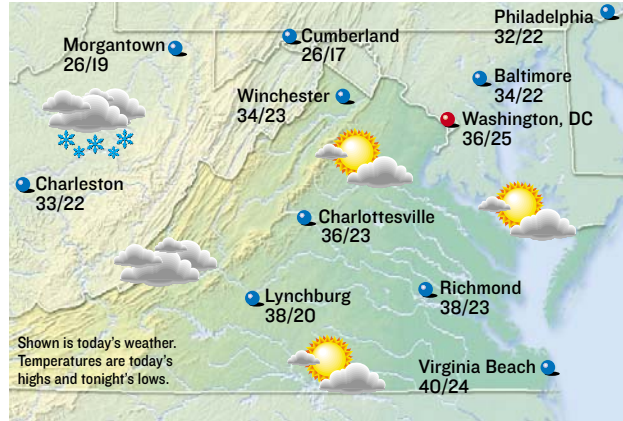 Philadelphia
32/22
Morgantown
26/19
Cumberland
26/17
Baltimore
34/22
Winchester
34/23
Washington, DC
36/25
Charleston
33/22
Charlottesville
36/23
Lynchburg
38/20
Richmond
38/23
Shown is today's weather.
Temperatures are today's
highs and tonight's lows.
Virginia Beach
40/24